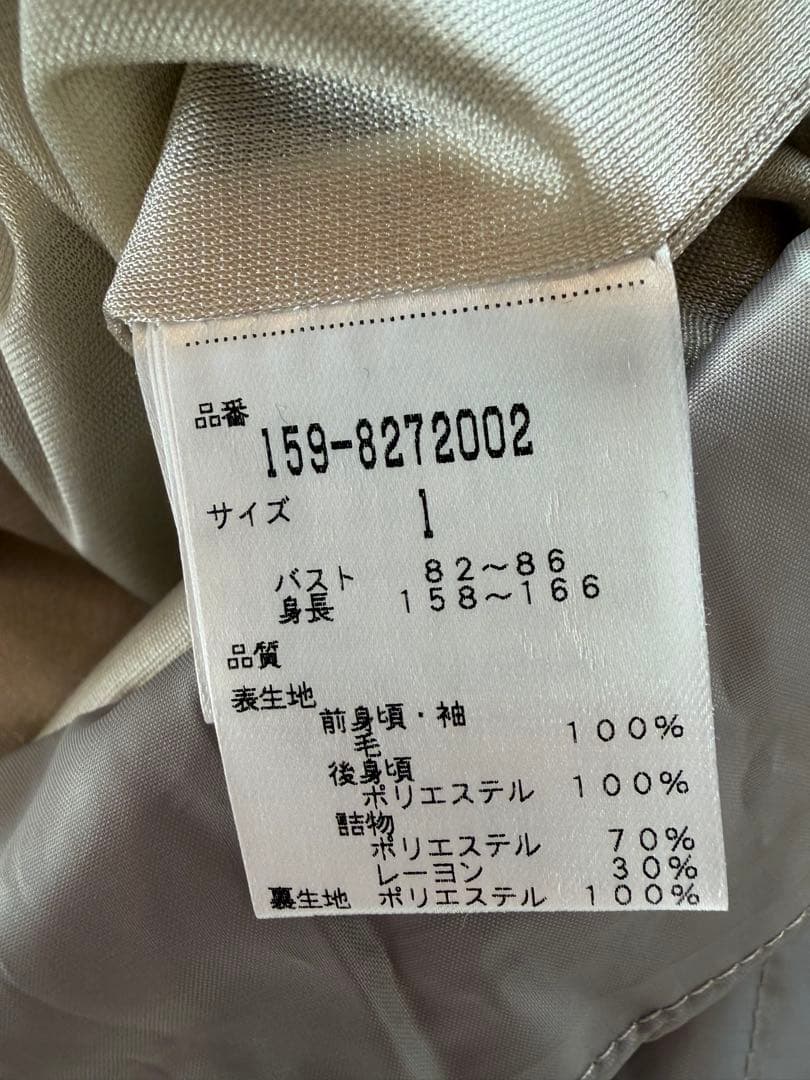 品番
159-8272002
サイズ 1
バスト 82～86
身長 158～166
品質
表生地
前身頃・袖
毛 100%
後身頃
ポリエステル 100%
詰物
ポリエステル 70%
レーヨン 30%
裏生地 ポリエステル 100%